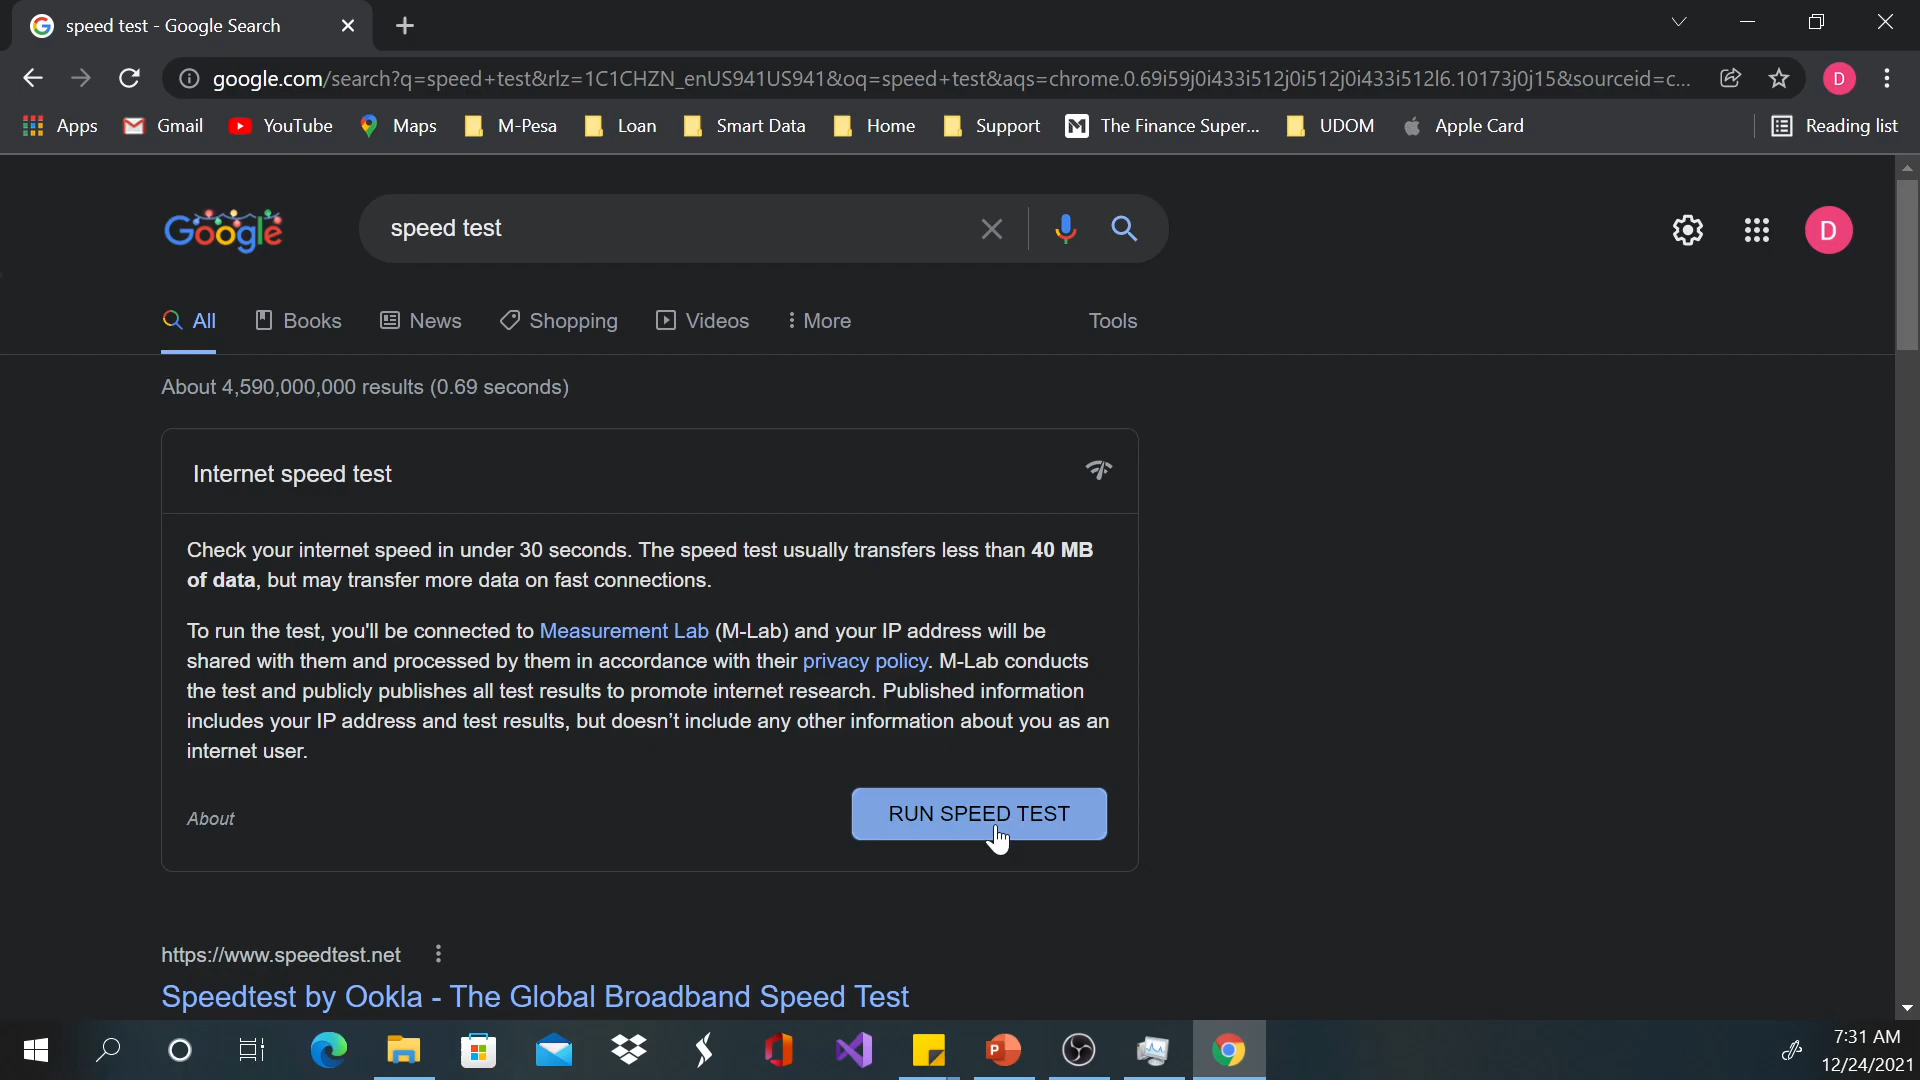 speed test - Google Search
google.com/search?q=speed+test&rlz=1C1CHZN_enUS941US941&oq=speed+test&aqs=chrome.0.69i59j0i433i512j0i512j0i433i512l6.10173j0j15&sourceid=c...
D
Apps Gmail YouTube Maps M-Pesa Loan Smart Data Home Support M The Finance Super... UDOM Apple Card Reading list
Google speed test D
All Books News Shopping Videos More Tools
About 4,590,000,000 results (0.69 seconds)
Internet speed test
Check your internet speed in under 30 seconds. The speed test usually transfers less than 40 MB
of data, but may transfer more data on fast connections.
To run the test, you'll be connected to Measurement Lab (M-Lab) and your IP address will be
shared with them and processed by them in accordance with their privacy policy. M-Lab conducts
the test and publicly publishes all test results to promote internet research. Published information
includes your IP address and test results, but doesn't include any other information about you as an
internet user.
About RUN SPEED TEST
https://www.speedtest.net
Speedtest by Ookla - The Global Broadband Speed Test
7:31 AM
12/24/2021